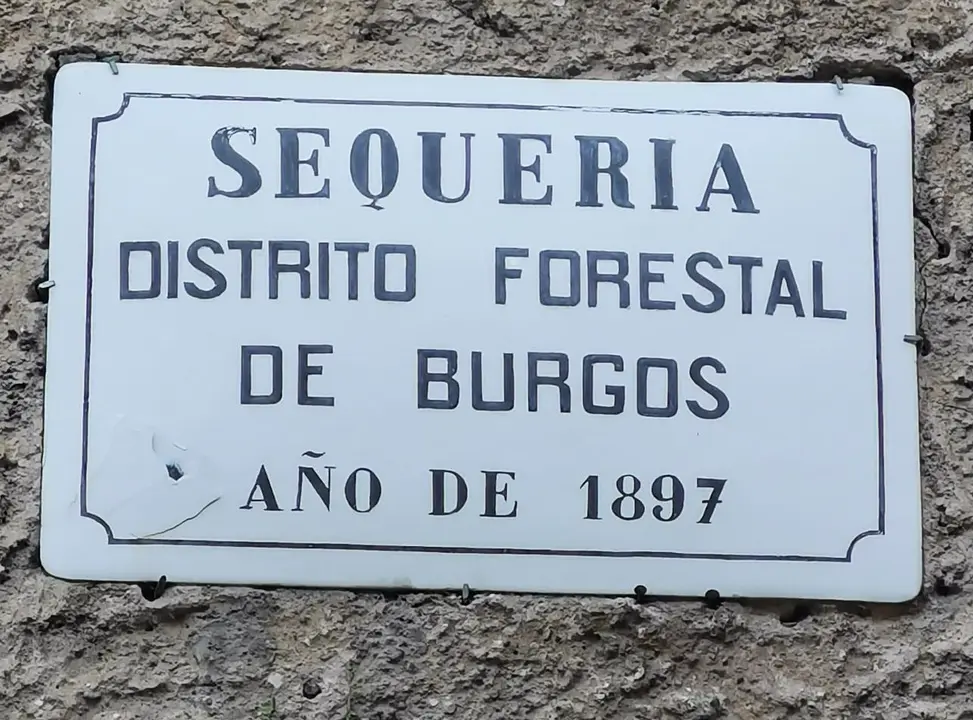 SEQUERIA
DISTRITO FORESTAL
DE BURGOS
AÑO DE 1897